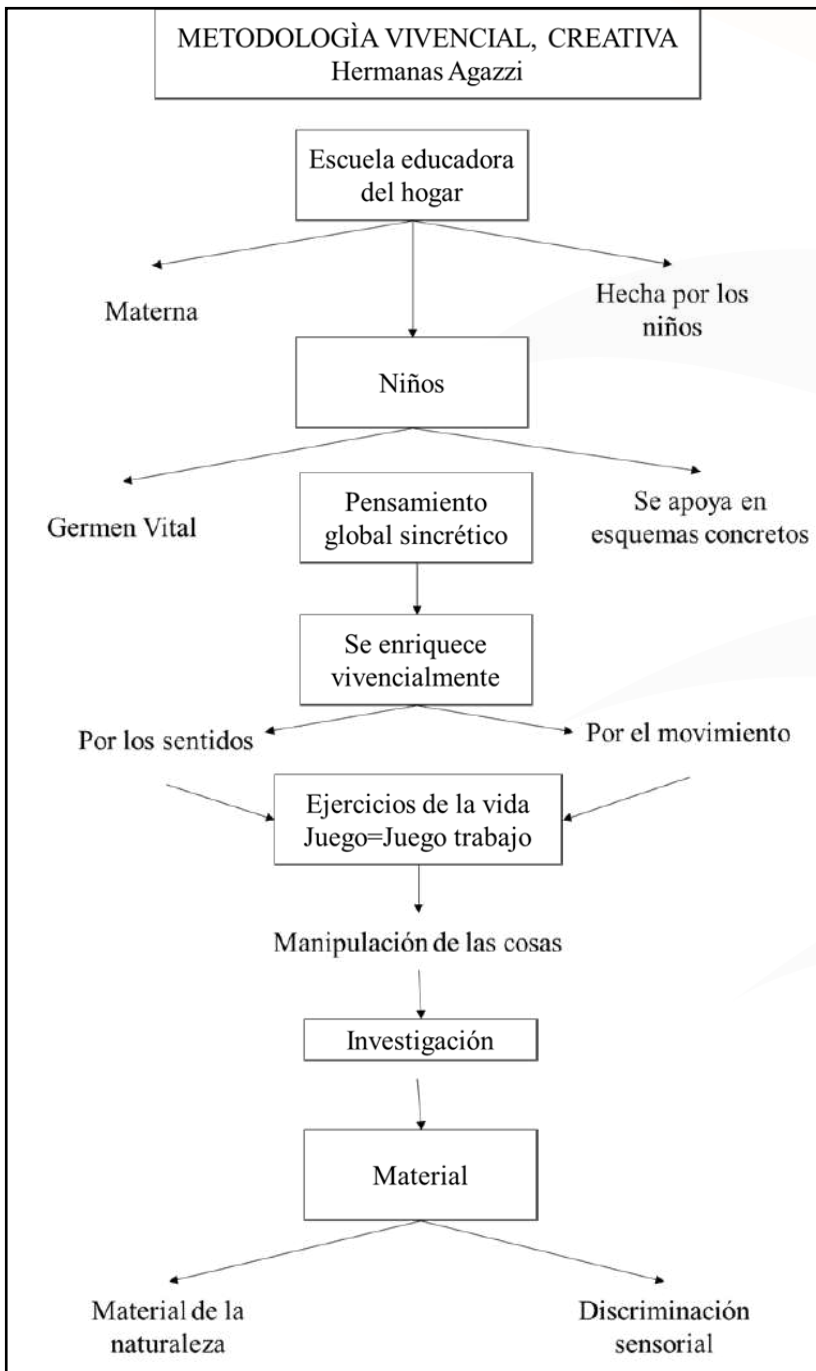 METODOLOGÌA VIVENCIAL, CREATIVA
Hermanas Agazzi
Escuela educadora
del hogar
Materna
Hecha por los
niños
Niños
Germen Vital
Pensamiento
global sincrético
Se apoya en
esquemas concretos
Se enriquece
vivencialmente
Por los sentidos
Por el movimiento
Ejercicios de la vida
Juego=Juego trabajo
Manipulación de las cosas
Investigación
Material
Material de la
naturaleza
Discriminación
sensorial